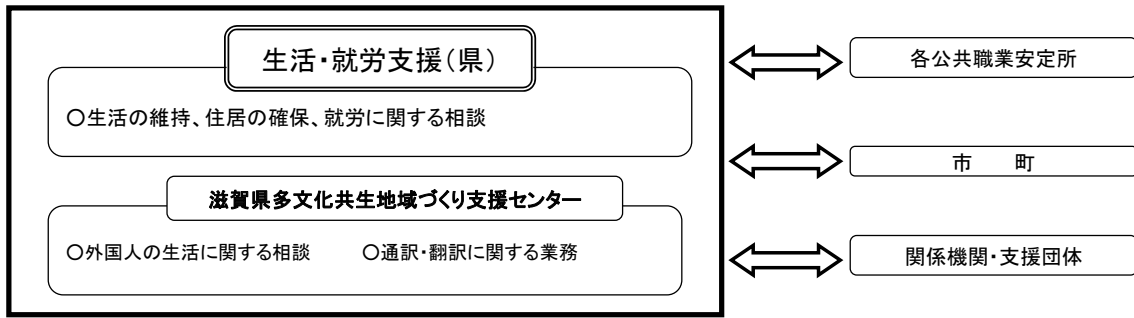 生活・就労支援(県)
○生活の維持、住居の確保、就労に関する相談
滋賀県多文化共生地域づくり支援センター
○外国人の生活に関する相談　　○通訳・翻訳に関する業務
各公共職業安定所
市　　町
関係機関・支援団体